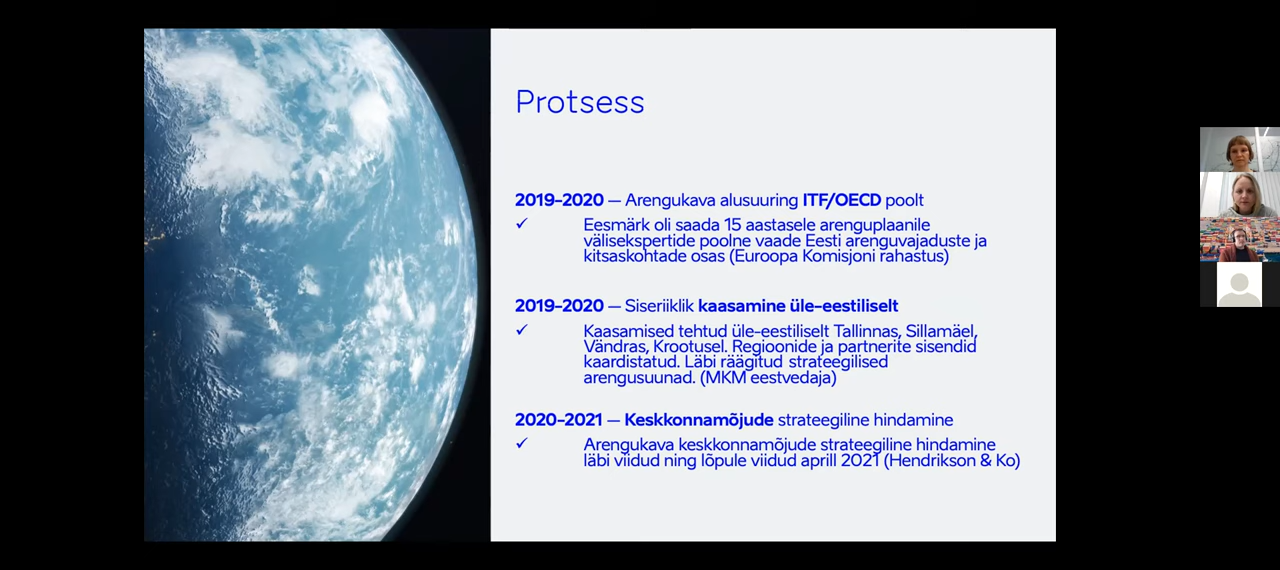 Protsess
2019-2020 — Arengukava alusuuring ITF/OECD poolt
✓ Eesmärk oli saada 15 aastasele arenguplaanile
välisekspertide poolne vaade Eesti arenguvajaduste ja
kitsaskohtade osas (Euroopa Komisjoni rahastus)
2019-2020 — Siseriiklik kaasamine üle-eestiliselt
✓ Kaasamised tehtud üle-eestiliselt Tallinnas, Sillamäel,
Vändras, Krootusel. Regioonide ja partnerite sisendid
kaardistatud. Läbi räägitud strateegilised
arengusuunad. (MKM eestvedaja)
2020-2021 — Keskkonnamõjude strateegiline hindamine
✓ Arengukava keskkonnamõjude strateegiline hindamine
läbi viidud ning lõpule viidud aprill 2021 (Hendrikson & Ko)